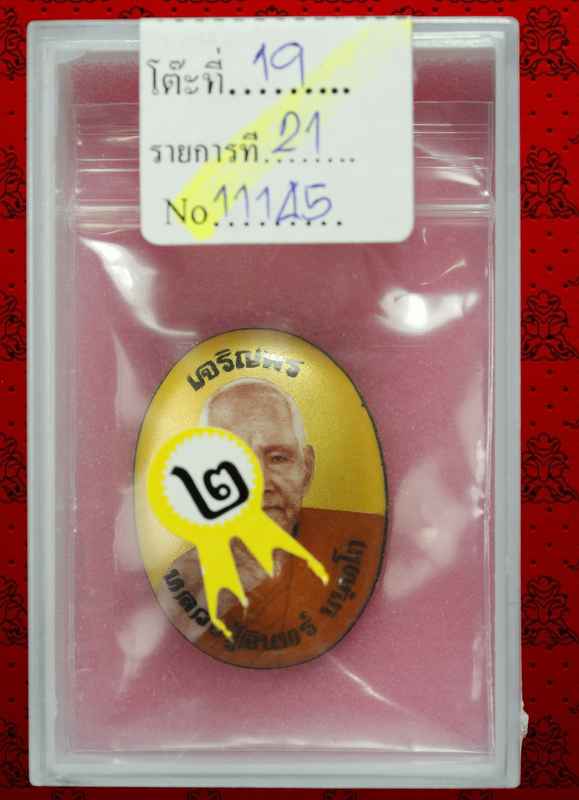 โต๊ะที่ 19
รายการที่ 21
No 11145
เจริญพร
๒
หลวงปู่